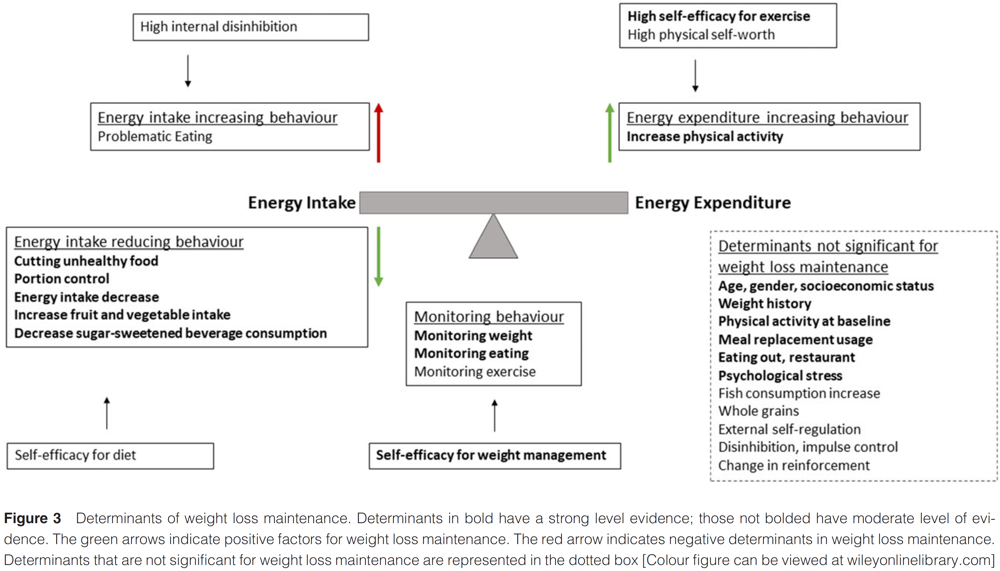 High internal disinhibition
High self-efficacy for exercise
High physical self-worth
Energy intake increasing behaviour
Problematic Eating
Energy expenditure increasing behaviour
Increase physical activity
Energy Intake
Energy Expenditure
Energy intake reducing behaviour
Cutting unhealthy food
Portion control
Energy intake decrease
Increase fruit and vegetable intake
Decrease sugar-sweetened beverage consumption
Monitoring behaviour
Monitoring weight
Monitoring eating
Monitoring exercise
Determinants not significant for
weight loss maintenance
Age, gender, socioeconomic status
Weight history
Physical activity at baseline
Meal replacement usage
Eating out, restaurant
Psychological stress
Fish consumption increase
Whole grains
External self-regulation
Disinhibition, impulse control
Change in reinforcement
Self-efficacy for diet
Self-efficacy for weight management
Figure 3 Determinants of weight loss maintenance. Determinants in bold have a strong level evidence; those not bolded have moderate level of evi-
dence. The green arrows indicate positive factors for weight loss maintenance. The red arrow indicates negative determinants in weight loss maintenance.
Determinants that are not significant for weight loss maintenance are represented in the dotted box [Colour figure can be viewed at wileyonlinelibrary.com]